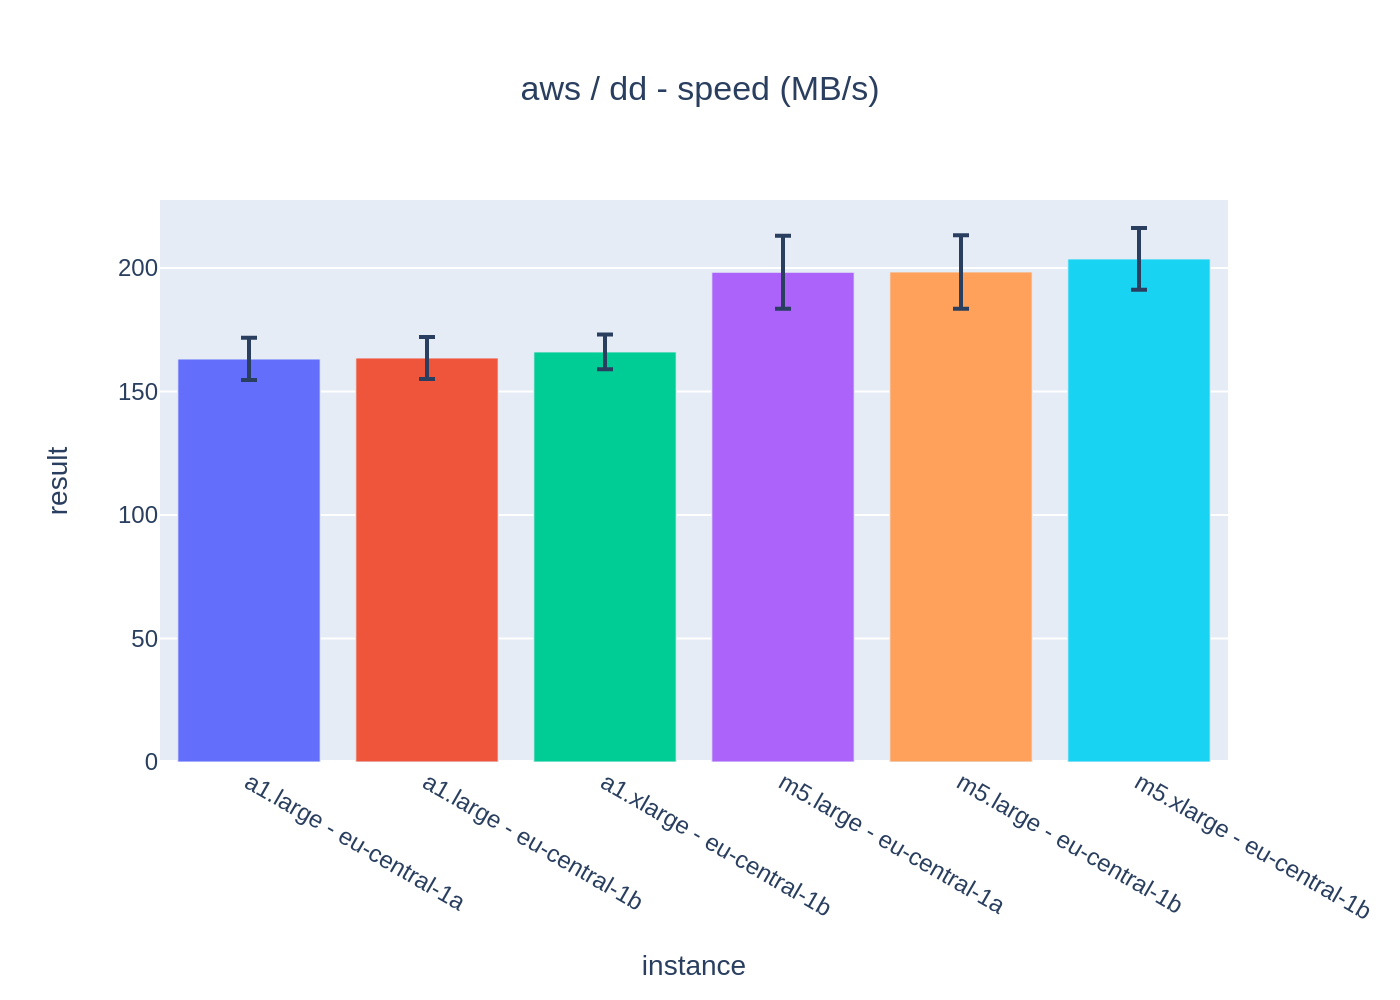 aws / dd - speed (MB/s)
result
200
150
100
50
0
a1.large - eu-central-1a
a1.large - eu-central-1b
a1.xlarge - eu-central-1b
m5.large - eu-central-1a
m5.large - eu-central-1b
m5.xlarge - eu-central-1b
instance